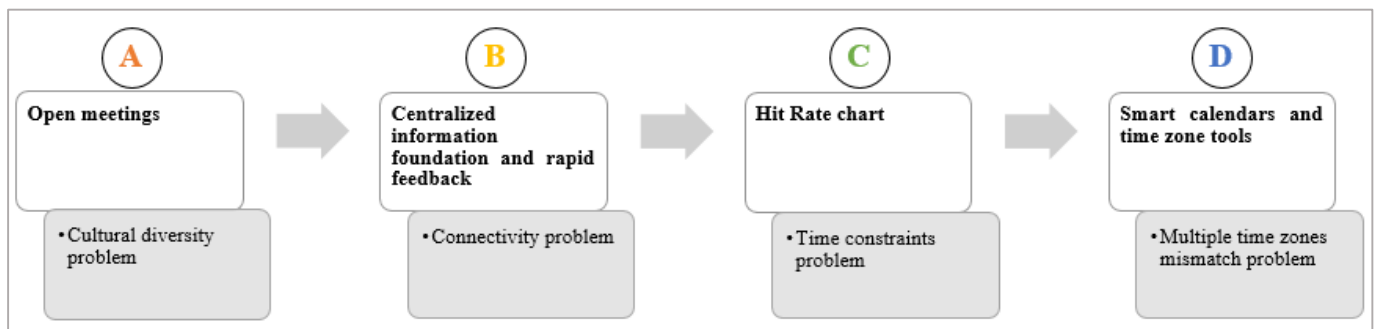 A
Open meetings
• Cultural diversity
problem
B
Centralized
information
foundation and rapid
feedback
• Connectivity problem
C
Hit Rate chart
• Time constraints
problem
D
Smart calendars and
time zone tools
• Multiple time zones
mismatch problem